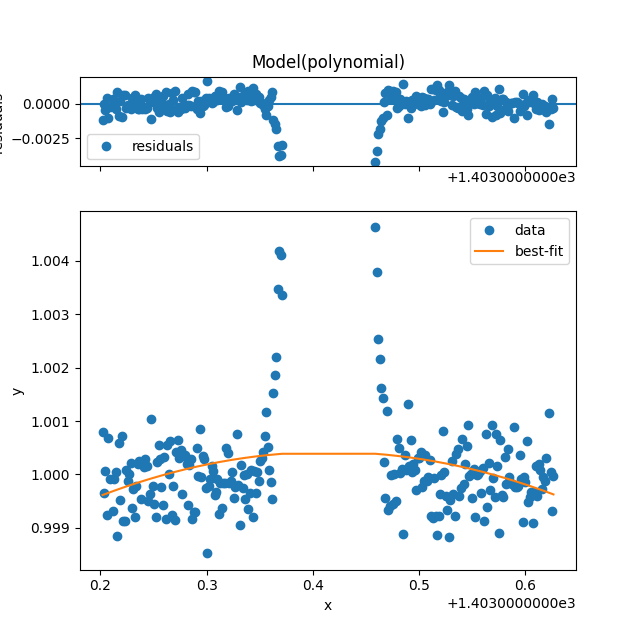 Model(polynomial)
0.0000
−0.0025
residuals
+1.4030000000e3
data
best-fit
1.004
1.003
1.002
1.001
1.000
0.999
y
0.2 0.3 0.4 0.5 0.6
x
+1.4030000000e3